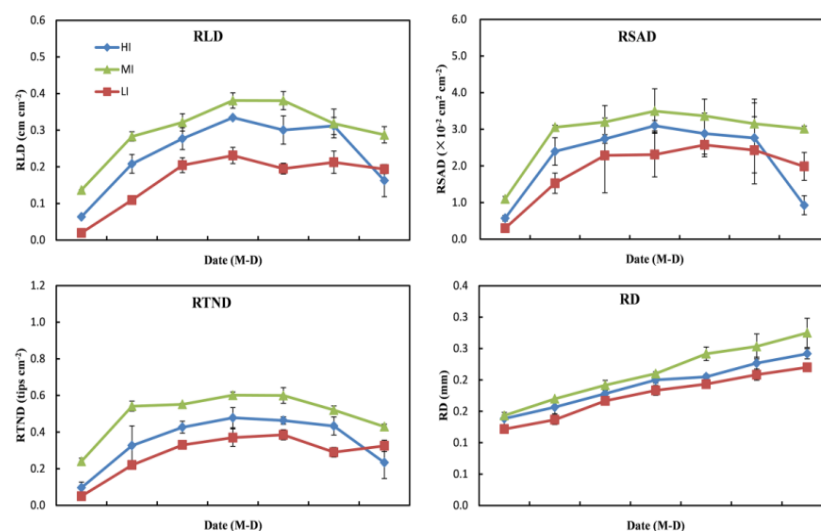 RLD
0.6
0.5
0.4
0.3
0.2
0.1
0.0
RLD (cm cm⁻²)
HI
MI
LI
Date (M-D)
RSAD
6.0
5.0
4.0
3.0
2.0
1.0
0.0
RSAD (×10⁻² cm² cm⁻²)
Date (M-D)
RTND
1.2
1.0
0.8
0.6
0.4
0.2
0.0
RTND (tips cm⁻²)
Date (M-D)
RD
0.4
0.3
0.3
0.2
0.2
0.1
0.1
0.0
RD (mm)
Date (M-D)